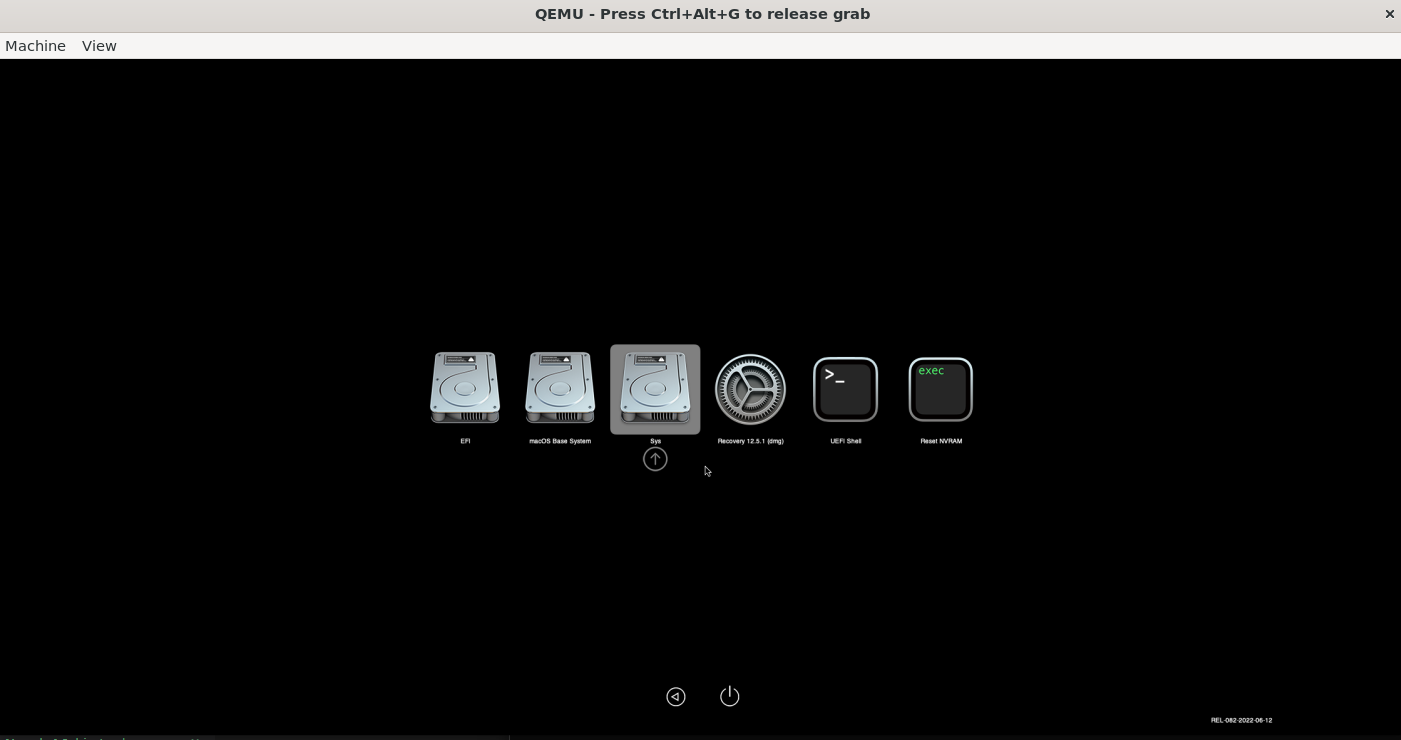 QEMU - Press Ctrl+Alt+G to release grab
Machine View
>_
exec
EFI
macOS Base System
Sys
Recovery 12.5.1 (dmg)
UEFI Shell
Reset NVRAM
REL-082-2022-06-12